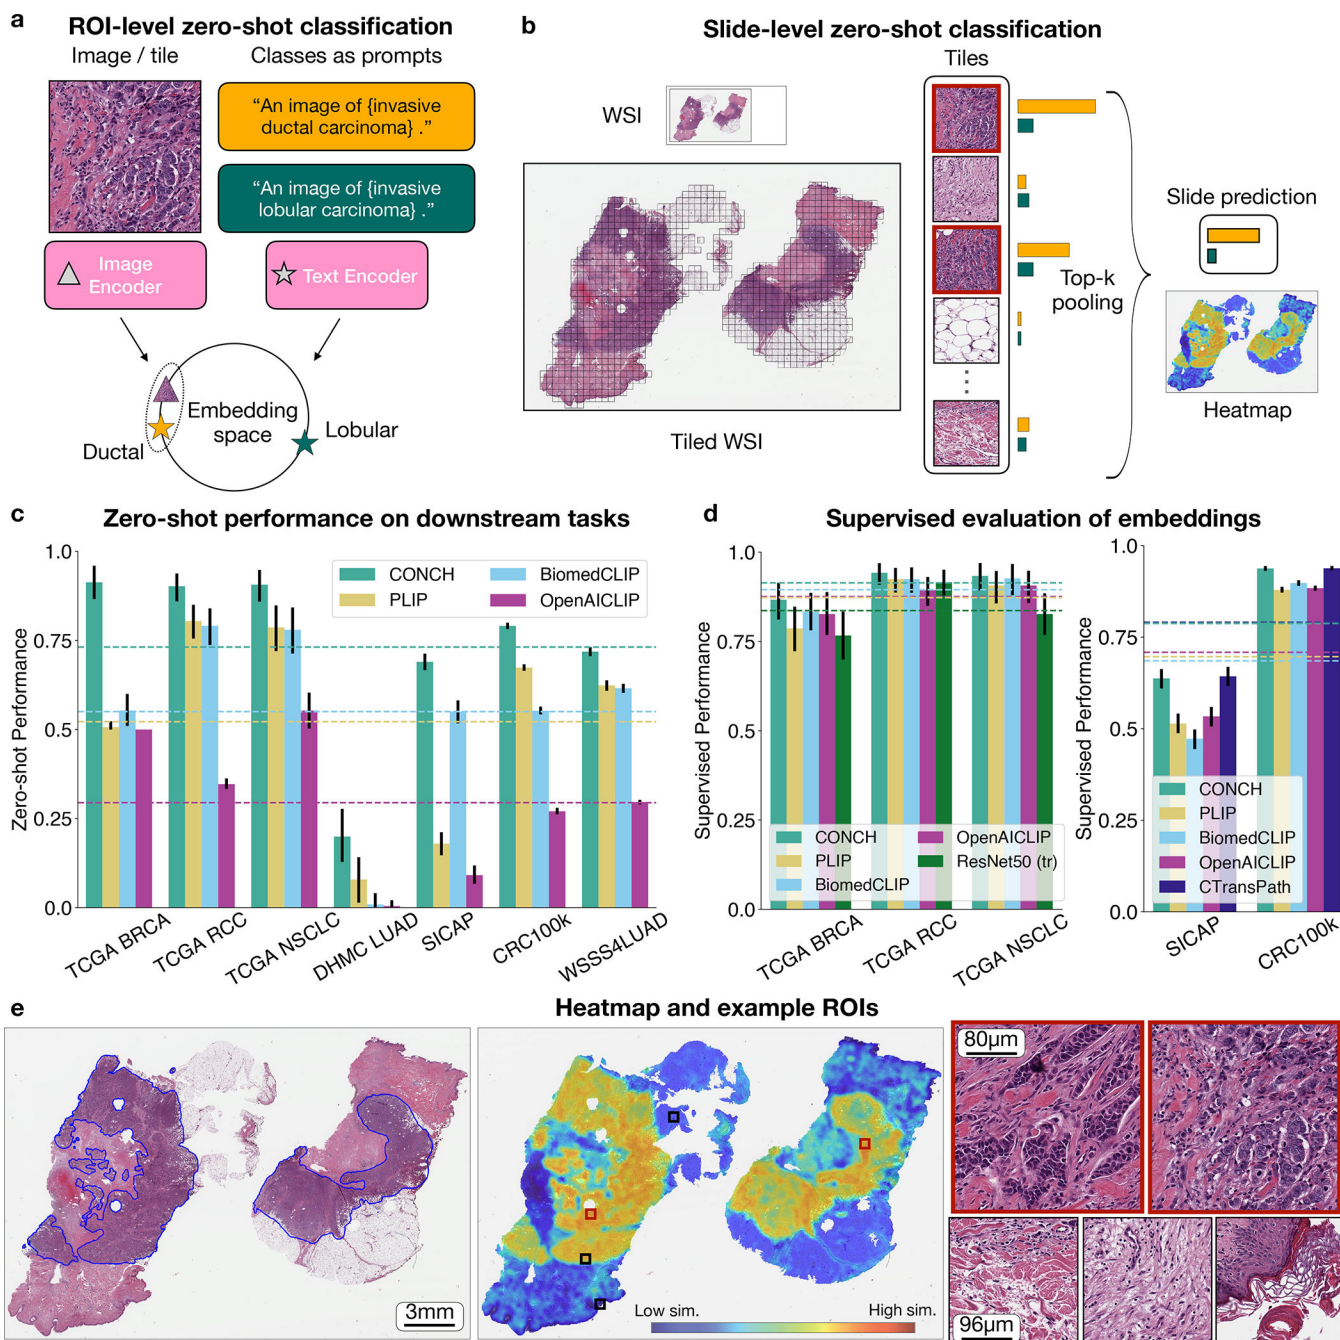 a
ROI-level zero-shot classification
Image / tile
Classes as prompts
“An image of {invasive
ductal carcinoma} .”
“An image of {invasive
lobular carcinoma} .”
Image
Encoder
Text Encoder
Embedding
space
Ductal
Lobular
b
Slide-level zero-shot classification
WSI
Tiles
Tiled WSI
Top-k
pooling
Slide prediction
Heatmap
c
Zero-shot performance on downstream tasks
Zero-shot Performance
1.0
0.75
0.5
0.25
0.0
CONCH
PLIP
BiomedCLIP
OpenAICLIP
TCGA BRCA
TCGA RCC
TCGA NSCLC
DHMC LUAD
SICAP
CRC100k
WSSS4LUAD
d
Supervised evaluation of embeddings
Supervised Performance
1.0
0.75
0.5
0.25
0.0
CONCH
PLIP
BiomedCLIP
OpenAICLIP
ResNet50 (tr)
TCGA BRCA
TCGA RCC
TCGA NSCLC
Supervised Performance
1.0
0.75
0.5
0.25
0.0
CONCH
PLIP
BiomedCLIP
OpenAICLIP
CTransPath
SICAP
CRC100k
e
Heatmap and example ROIs
3mm
Low sim.
High sim.
80μm
96μm